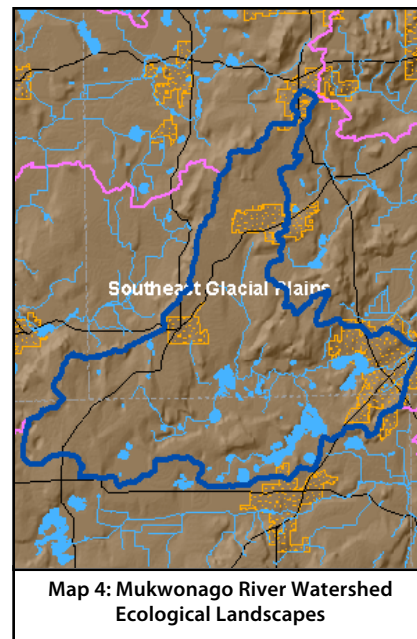 Southeast Glacial Plains
Map 4: Mukwonago River Watershed
Ecological Landscapes